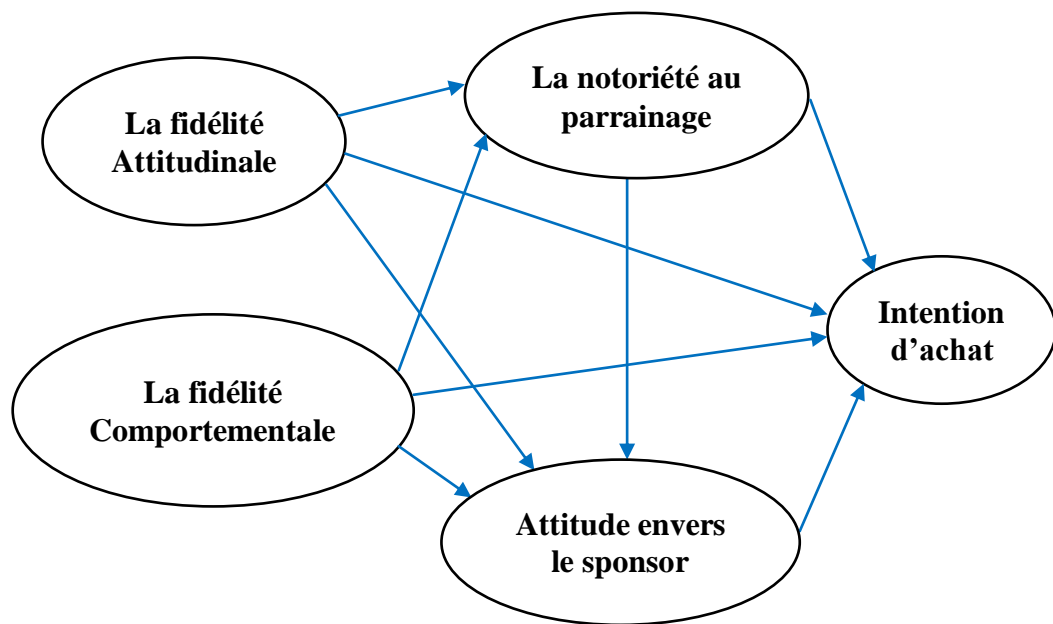 La notoriété au
parrainage
La fidélité
Attitudinale
Intention
d’achat
La fidélité
Comportementale
Attitude envers
le sponsor